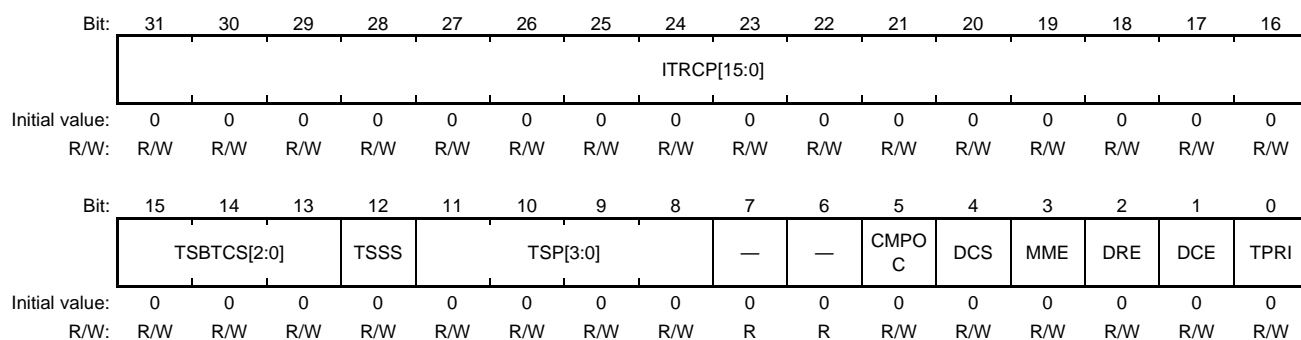 Bit: 31 30 29 28 27 26 25 24 23 22 21 20 19 18 17 16
ITRCP[15:0]
Initial value: 0 0 0 0 0 0 0 0 0 0 0 0 0 0 0 0
R/W: R/W R/W R/W R/W R/W R/W R/W R/W R/W R/W R/W R/W R/W R/W R/W R/W
Bit: 15 14 13 12 11 10 9 8 7 6 5 4 3 2 1 0
TSBTCS[2:0] TSSS TSP[3:0] — — CMPO C DCS MME DRE DCE TPRI
Initial value: 0 0 0 0 0 0 0 0 0 0 0 0 0 0 0 0
R/W: R/W R/W R/W R/W R/W R/W R/W R/W R R R/W R/W R/W R/W R/W R/W